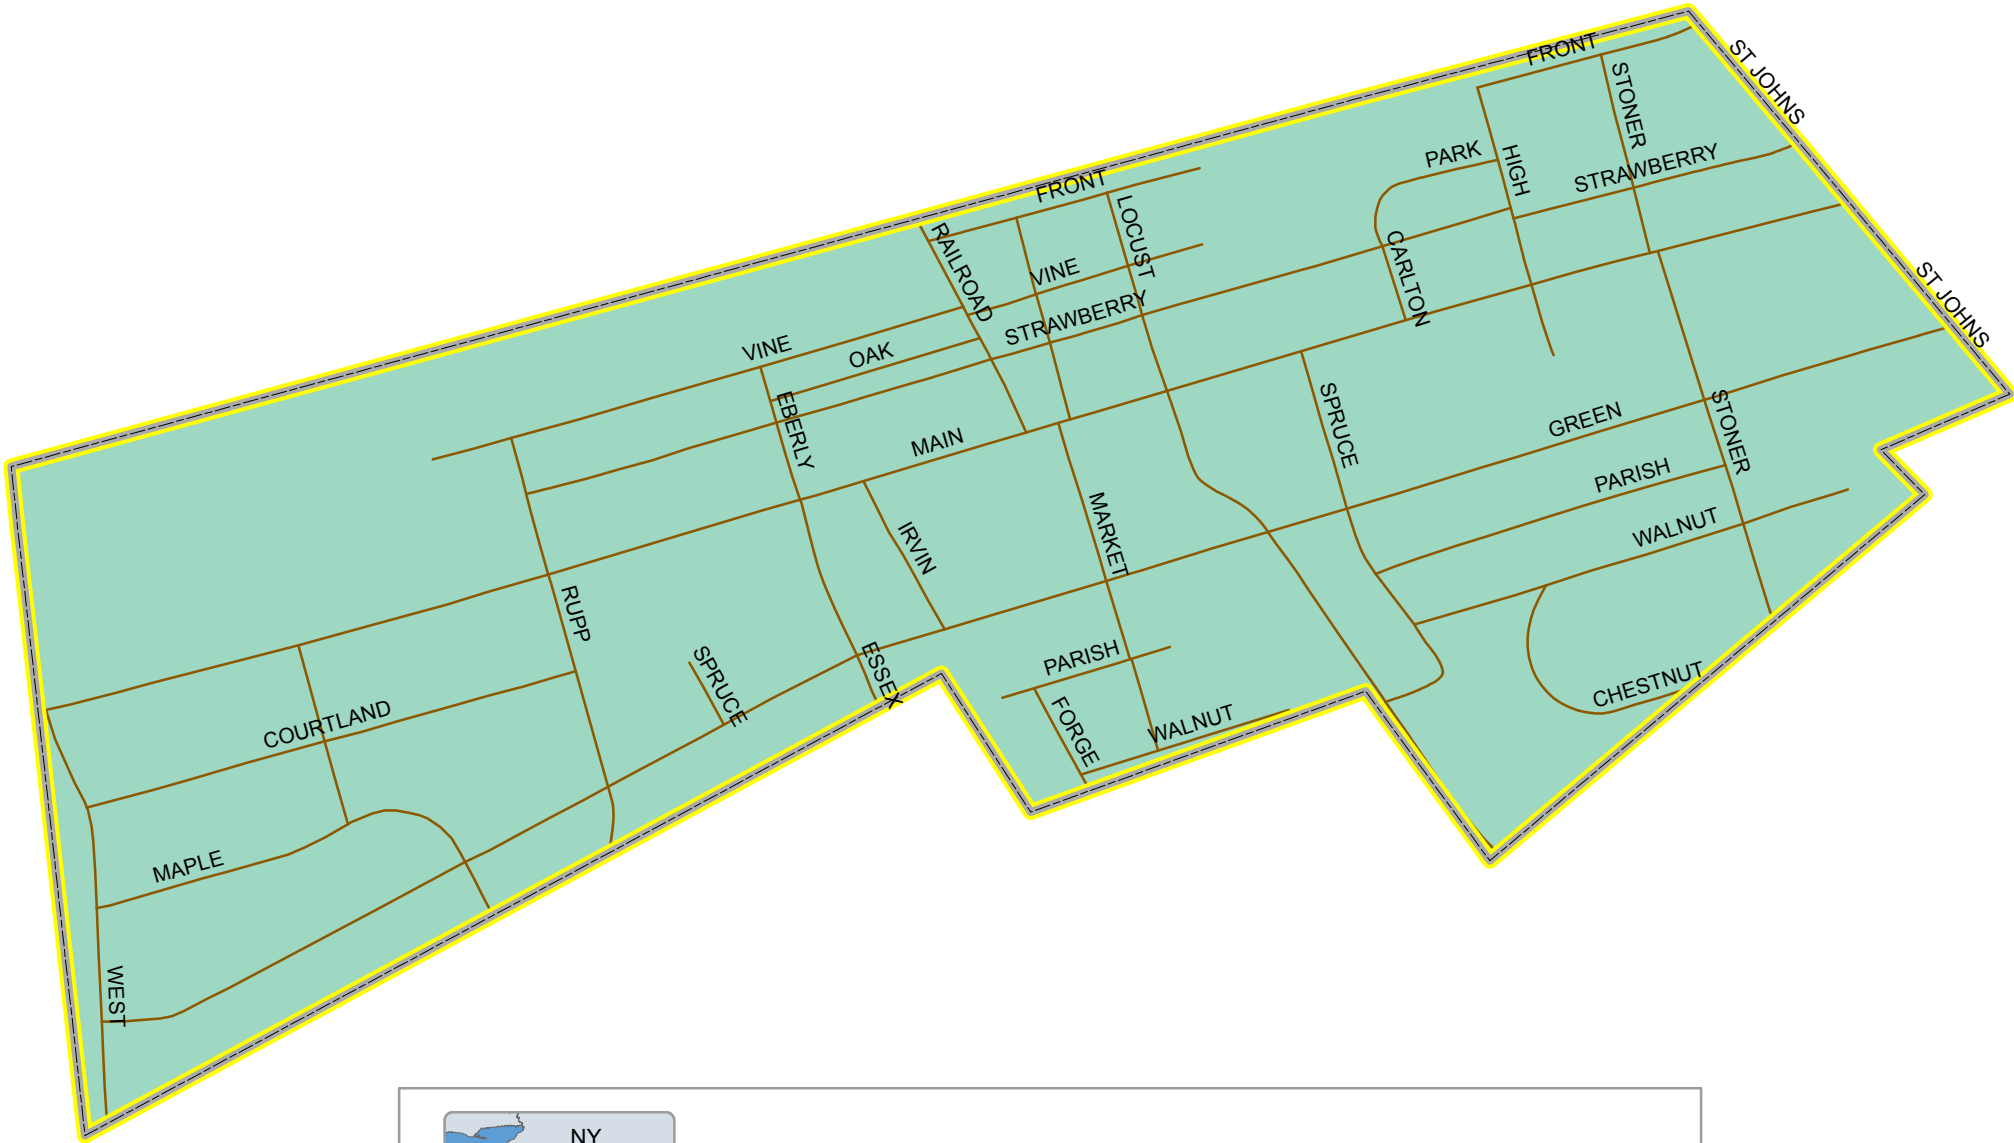 FRONT
ST JOHNS
STONER
PARK
HIGH
STRAWBERRY
FRONT
LOCUST
RAILROAD
CARLTON
VINE
ST JOHNS
STRAWBERRY
VINE
OAK
EBERLY
SPRUCE
STONER
GREEN
MAIN
PARISH
MARKET
IRVIN
WALNUT
RUPP
PARISH
ESSEX
SPRUCE
CHESTNUT
FORGE
WALNUT
COURTLAND
MAPLE
WEST
NY